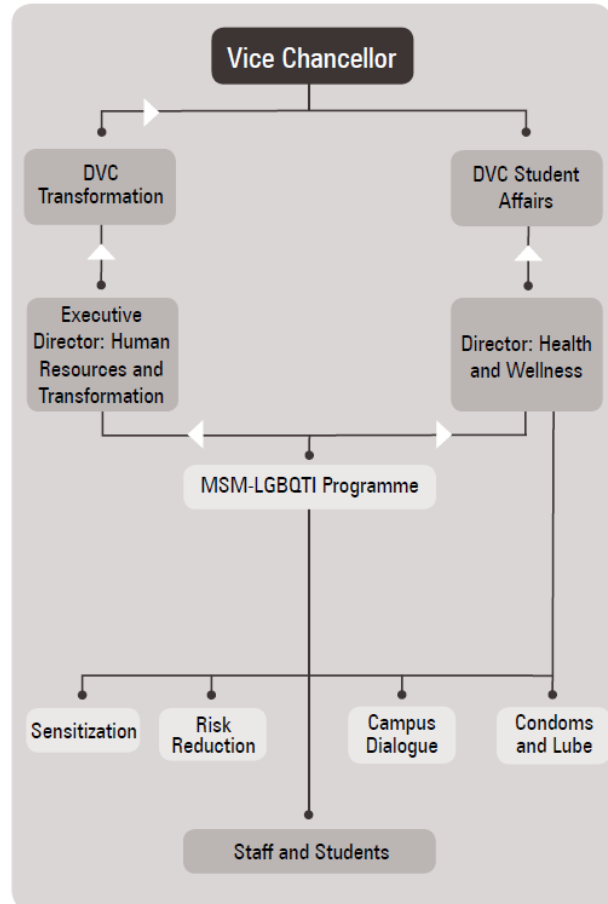 Vice Chancellor
DVC
Transformation
DVC Student
Affairs
Executive
Director: Human
Resources and
Transformation
Director: Health
and Wellness
MSM-LGBQTI Programme
Sensitization
Risk
Reduction
Campus
Dialogue
Condoms
and Lube
Staff and Students